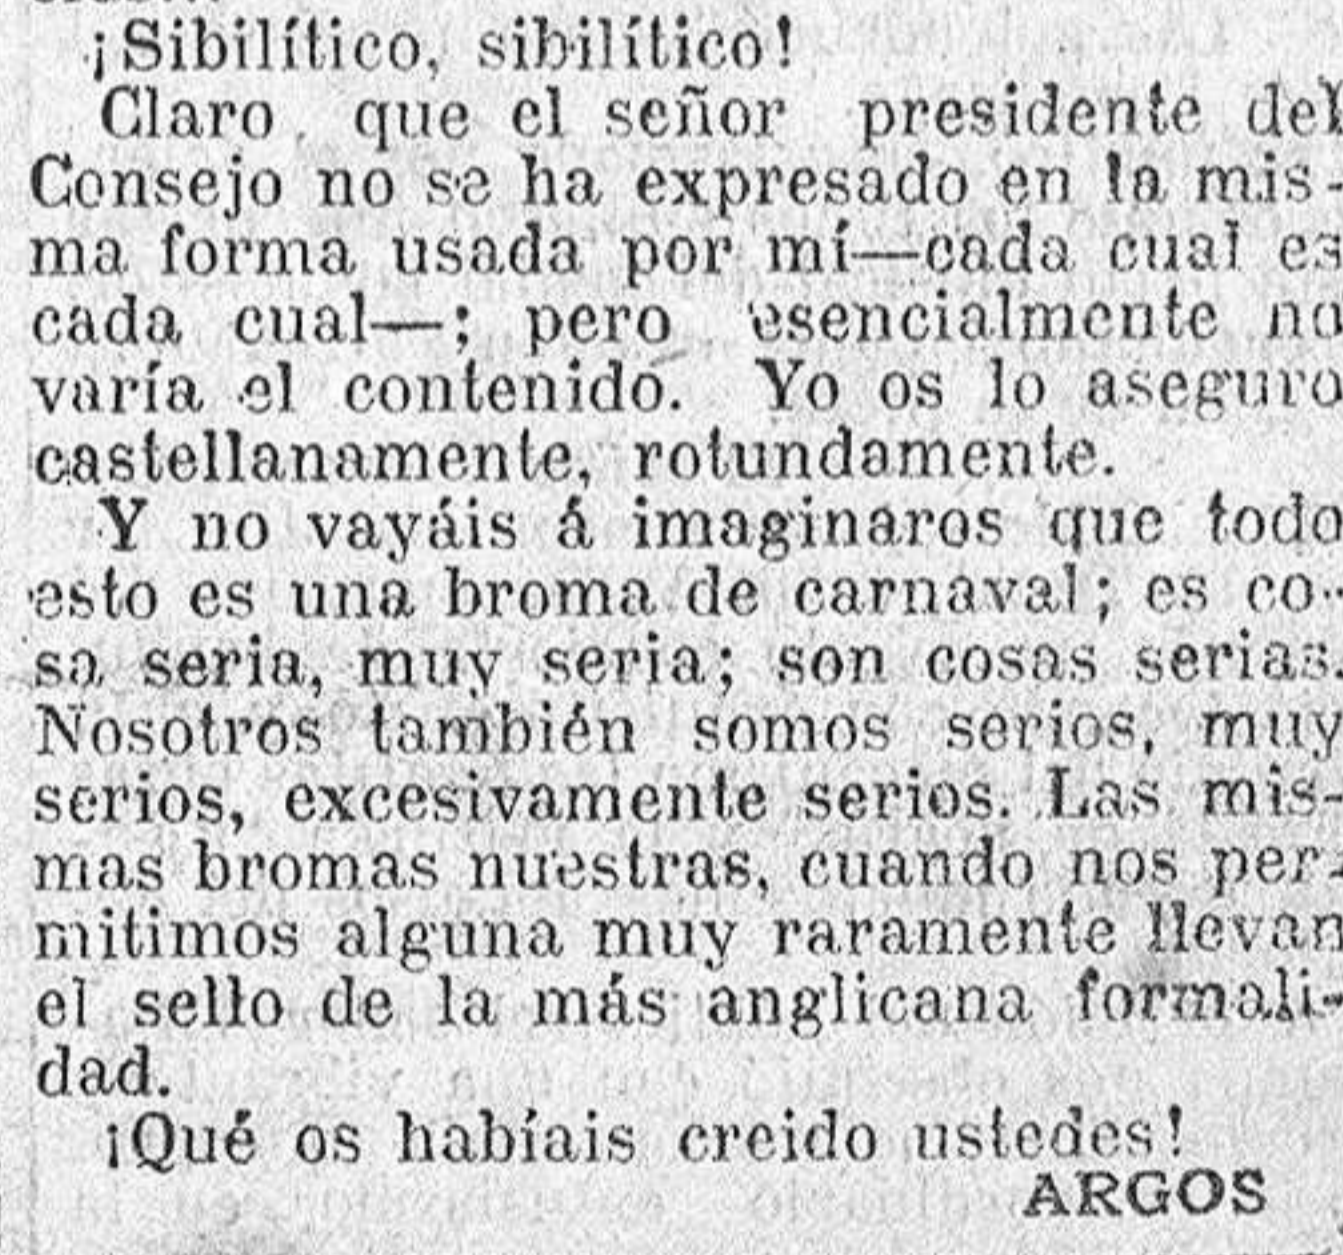 ¡Sibilítico, sibilítico!
Claro que el señor presidente del
Consejo no se ha expresado en la mis-
ma forma usada por mí—cada cual es
cada cual—; pero esencialmente no
varía el contenido. Yo os lo aseguro
castellanamente, rotundamente.
Y no vayáis á imaginaros que todo
esto es una broma de carnaval; es co-
sa seria, muy seria; son cosas serias.
Nosotros también somos serios, muy
serios, excesivamente serios. Las mis-
mas bromas nuestras, cuando nos per-
mitimos alguna muy raramente llevan
el sello de la más anglicana formali-
dad.
¡Qué os habíais creido ustedes!
ARGOS